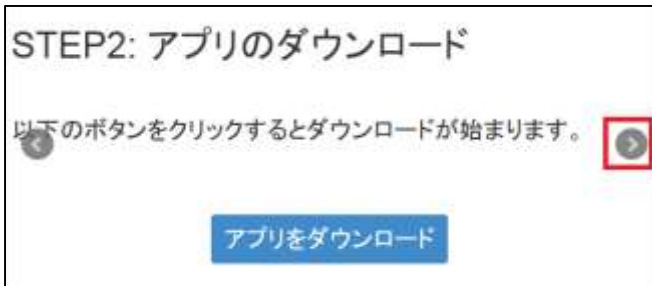 STEP2: アプリのダウンロード
以下のボタンをクリックするとダウンロードが始まります。
アプリをダウンロード